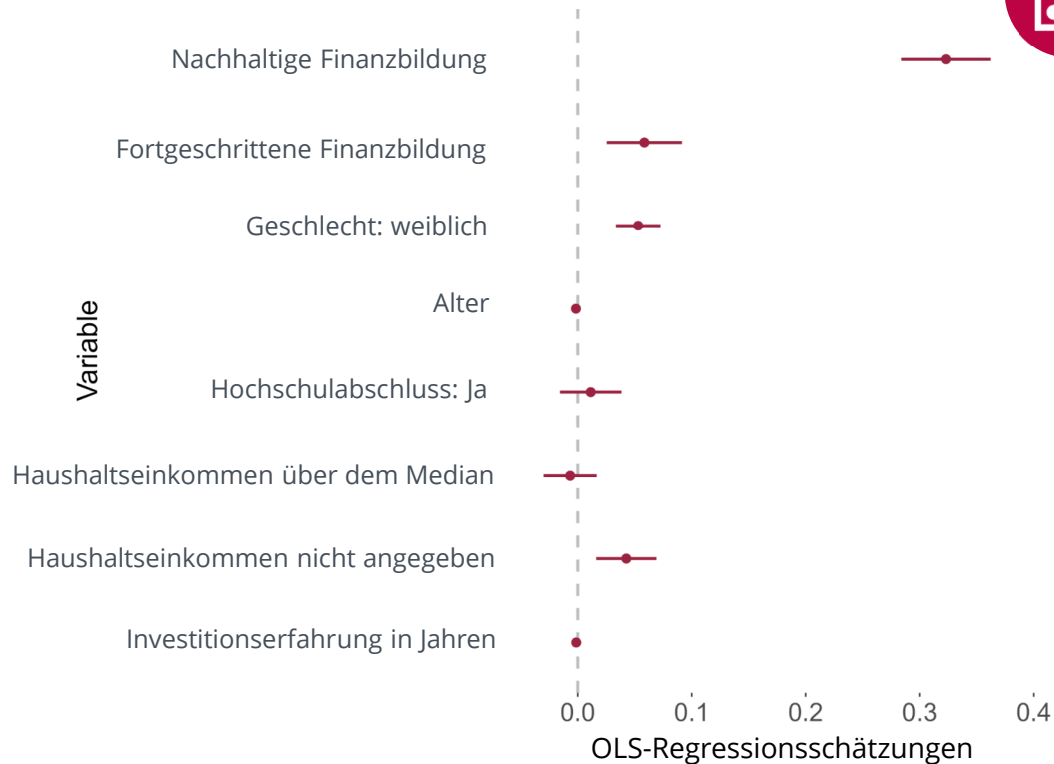 Nachhaltige Finanzbildung
Fortgeschrittene Finanzbildung
Geschlecht: weiblich
Alter
Variable
Hochschulabschluss: Ja
Haushaltseinkommen über dem Median
Haushaltseinkommen nicht angegeben
Investitionserfahrung in Jahren
0.0 0.1 0.2 0.3 0.4
OLS-Regressionsschätzungen